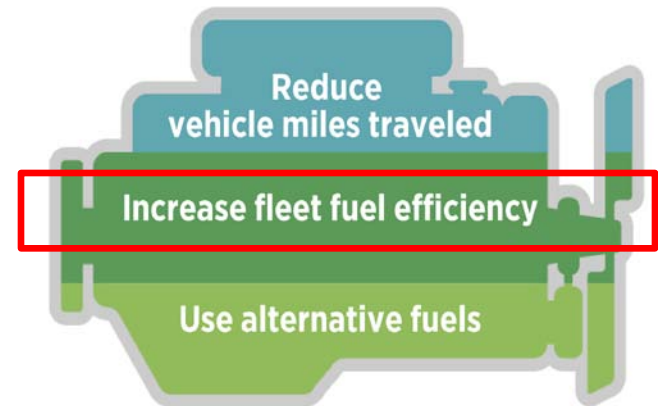 Reduce
vehicle miles traveled
Increase fleet fuel efficiency
Use alternative fuels